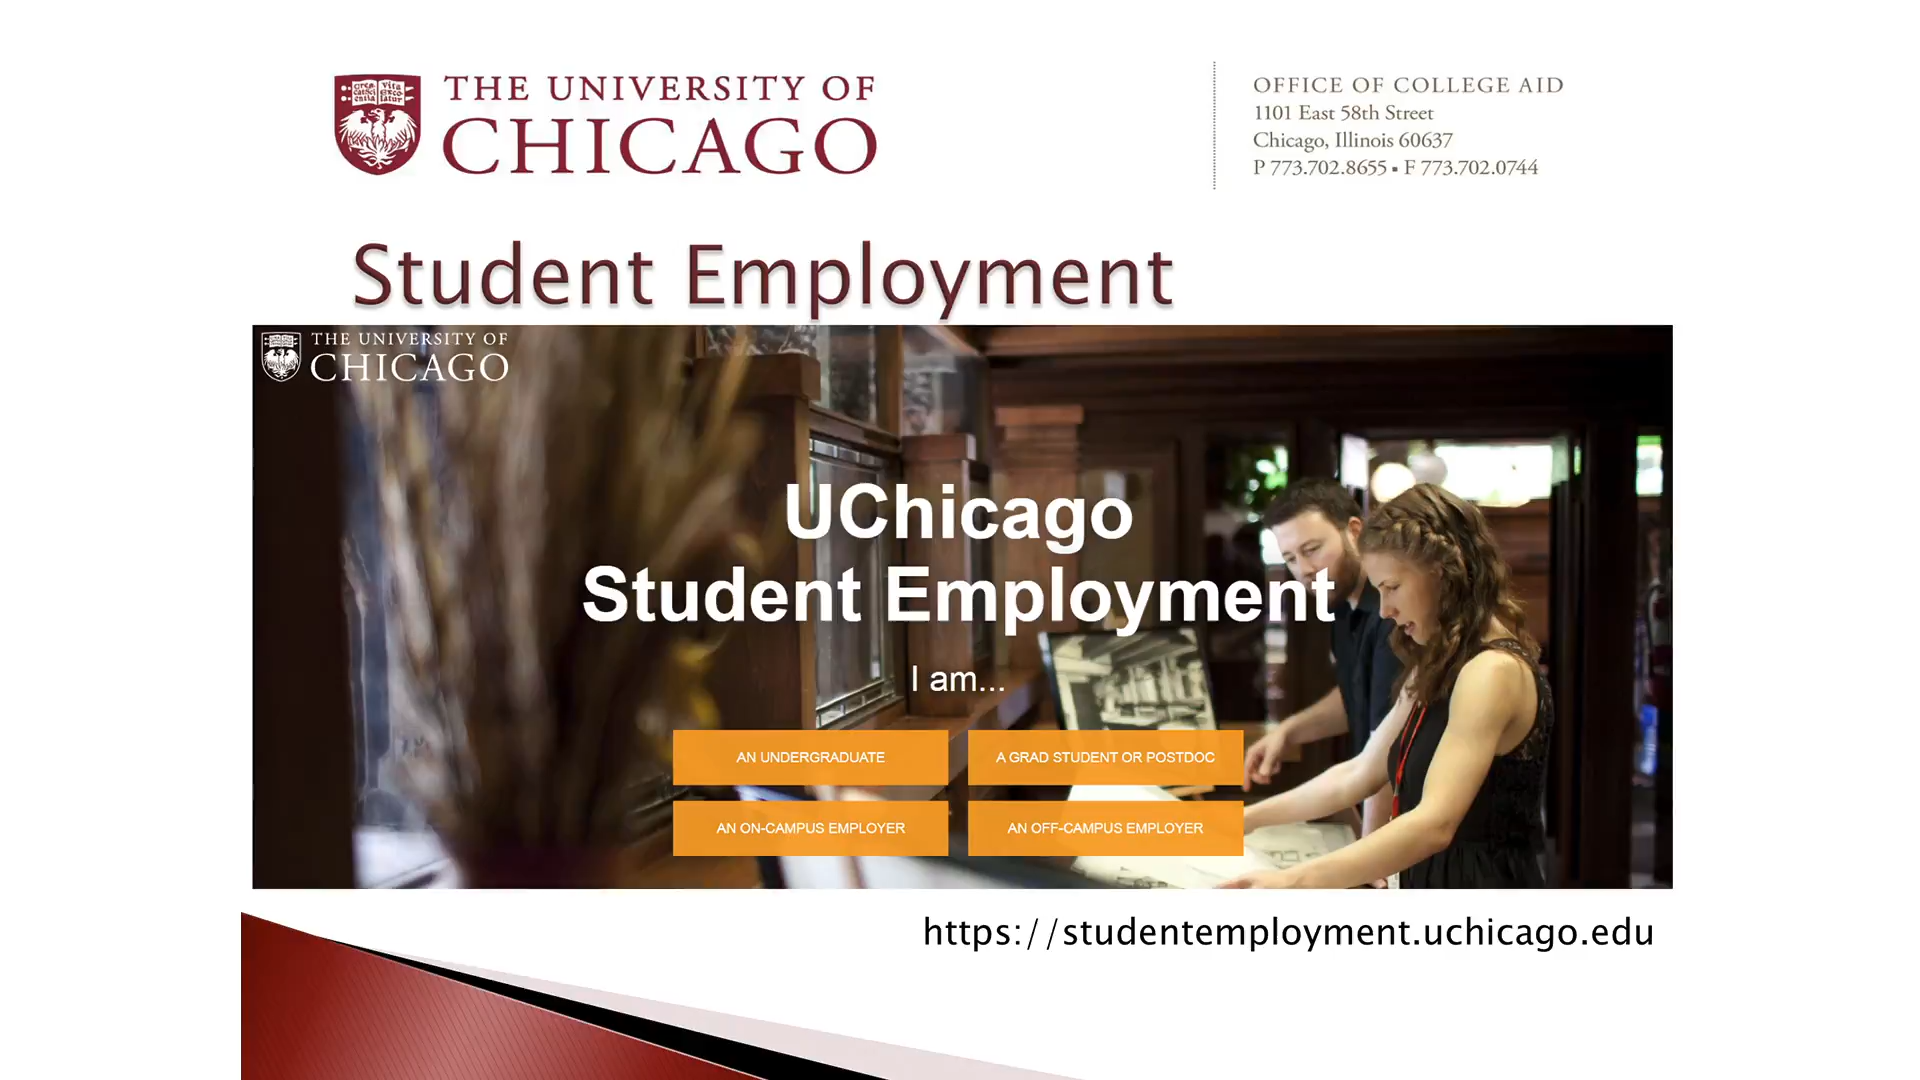 THE UNIVERSITY OF
CHICAGO
OFFICE OF COLLEGE AID
1101 East 58th Street
Chicago, Illinois 60637
P 773.702.8655 ▪ F 773.702.0744
Student Employment
THE UNIVERSITY OF
CHICAGO
UChicago
Student Employment
I am...
AN UNDERGRADUATE
A GRAD STUDENT OR POSTDOC
AN ON-CAMPUS EMPLOYER
AN OFF-CAMPUS EMPLOYER
https://studentemployment.uchicago.edu